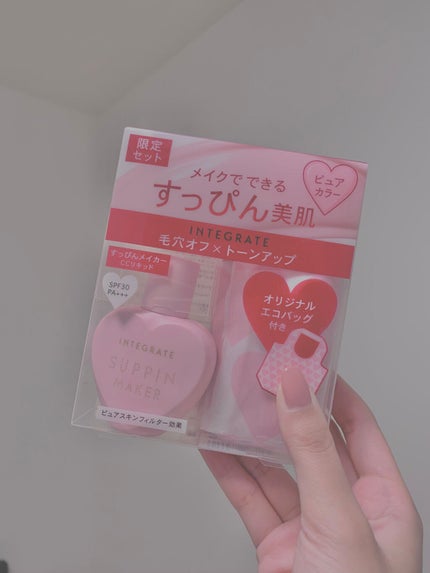 限定
セット
メイクでできる
すっぴん美肌
ピュア
カラー
INTEGRATE
毛穴オフ×トーンアップ
すっぴんメイカー
CCリキッド
SPF30
PA+++
オリジナル
エコバッグ
付き
INTEGRATE
SUPPIN
MAKER
ピュアスキンフィルター効果